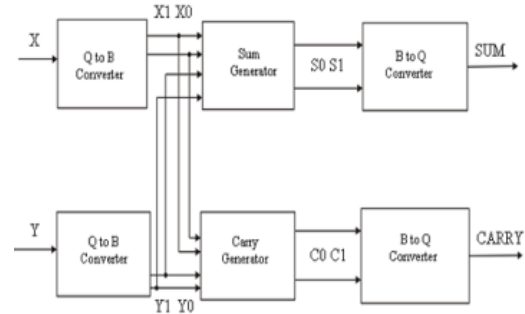 X1 X0
X
Q to B
Converter
Sum
Generator
S0 S1
B to Q
Converter
SUM
Y
Q to B
Converter
Y1 Y0
Carry
Generator
C0 C1
B to Q
Converter
CARRY